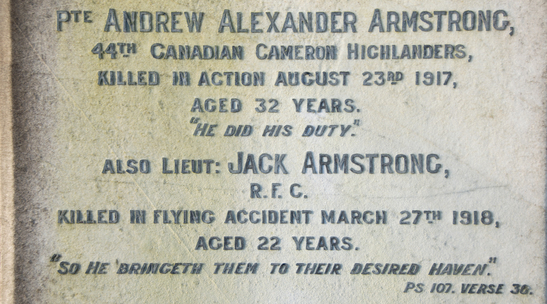 PTE ANDREW ALEXANDER ARMSTRONG,
44TH CANADIAN CAMERON HIGHLANDERS,
KILLED IN ACTION AUGUST 23RD 1917,
AGED 32 YEARS.
"HE DID HIS DUTY."
ALSO LIEUT: JACK ARMSTRONG,
R.F.C.
KILLED IN FLYING ACCIDENT MARCH 27TH 1918,
AGED 22 YEARS.
"SO HE BRINGETH THEM TO THEIR DESIRED HAVEN."
PS 107. VERSE 30.